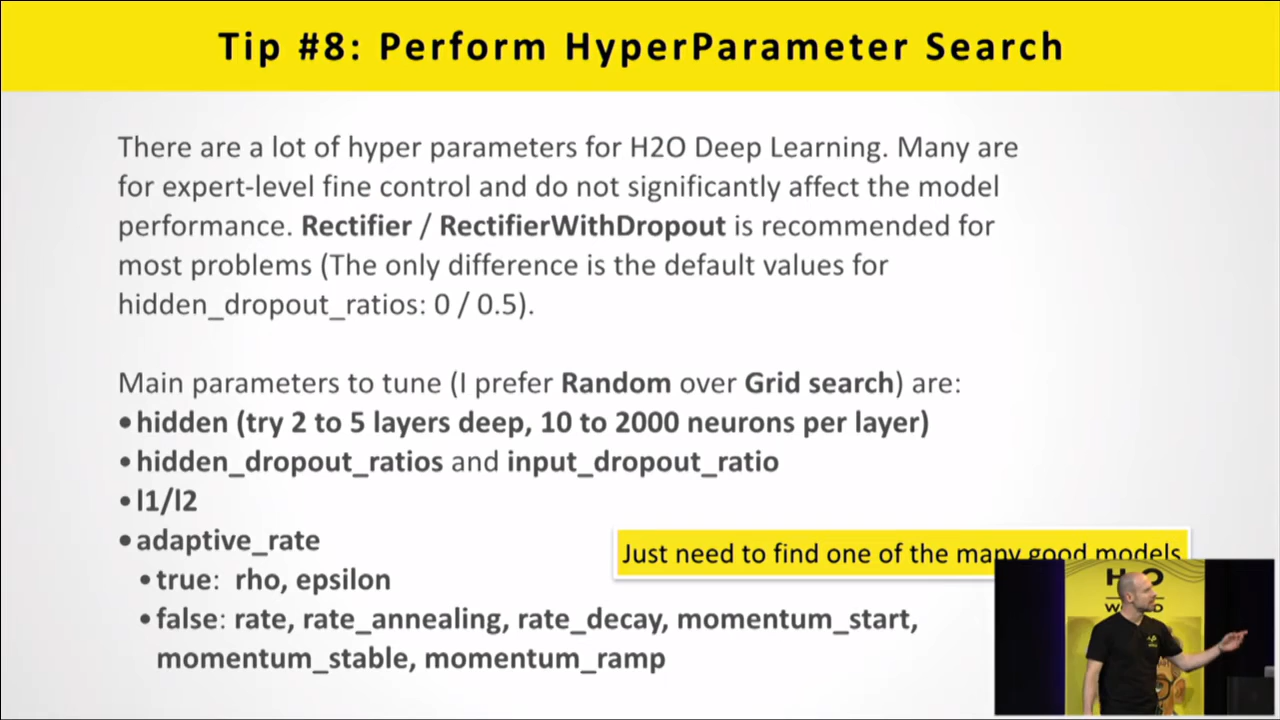 Tip #8: Perform HyperParameter Search
There are a lot of hyper parameters for H2O Deep Learning. Many are
for expert-level fine control and do not significantly affect the model
performance. Rectifier / RectifierWithDropout is recommended for
most problems (The only difference is the default values for
hidden_dropout_ratios: 0 / 0.5).
Main parameters to tune (I prefer Random over Grid search) are:
•hidden (try 2 to 5 layers deep, 10 to 2000 neurons per layer)
•hidden_dropout_ratios and input_dropout_ratio
•l1/l2
•adaptive_rate
•true: rho, epsilon
•false: rate, rate_annealing, rate_decay, momentum_start,
momentum_stable, momentum_ramp
Just need to find one of the many good models